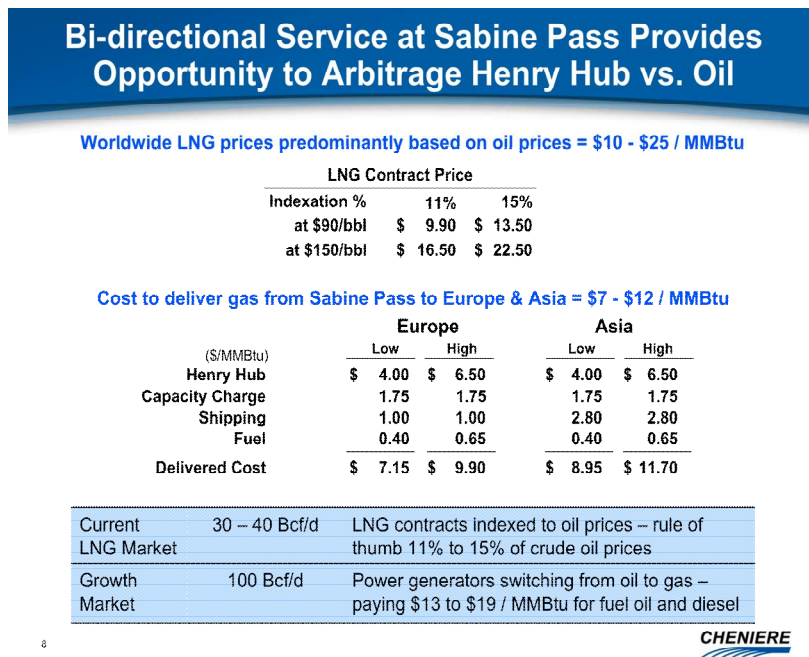 Bi-directional Service at Sabine Pass Provides
Opportunity to Arbitrage Henry Hub vs. Oil
Worldwide LNG prices predominantly based on oil prices = $10 - $25 / MMBtu
LNG Contract Price
Indexation % 11% 15%
at $90/bbl $ 9.90 $ 13.50
at $150/bbl $ 16.50 $ 22.50
Cost to deliver gas from Sabine Pass to Europe & Asia = $7 - $12 / MMBtu
Europe Asia
($/MMBtu) Low High Low High
Henry Hub $ 4.00 $ 6.50 $ 4.00 $ 6.50
Capacity Charge 1.75 1.75 1.75 1.75
Shipping 1.00 1.00 2.80 2.80
Fuel 0.40 0.65 0.40 0.65
Delivered Cost $ 7.15 $ 9.90 $ 8.95 $ 11.70
Current 30 – 40 Bcf/d LNG contracts indexed to oil prices – rule of
LNG Market thumb 11% to 15% of crude oil prices
Growth 100 Bcf/d Power generators switching from oil to gas –
Market paying $13 to $19 / MMBtu for fuel oil and diesel
8 CHENIERE